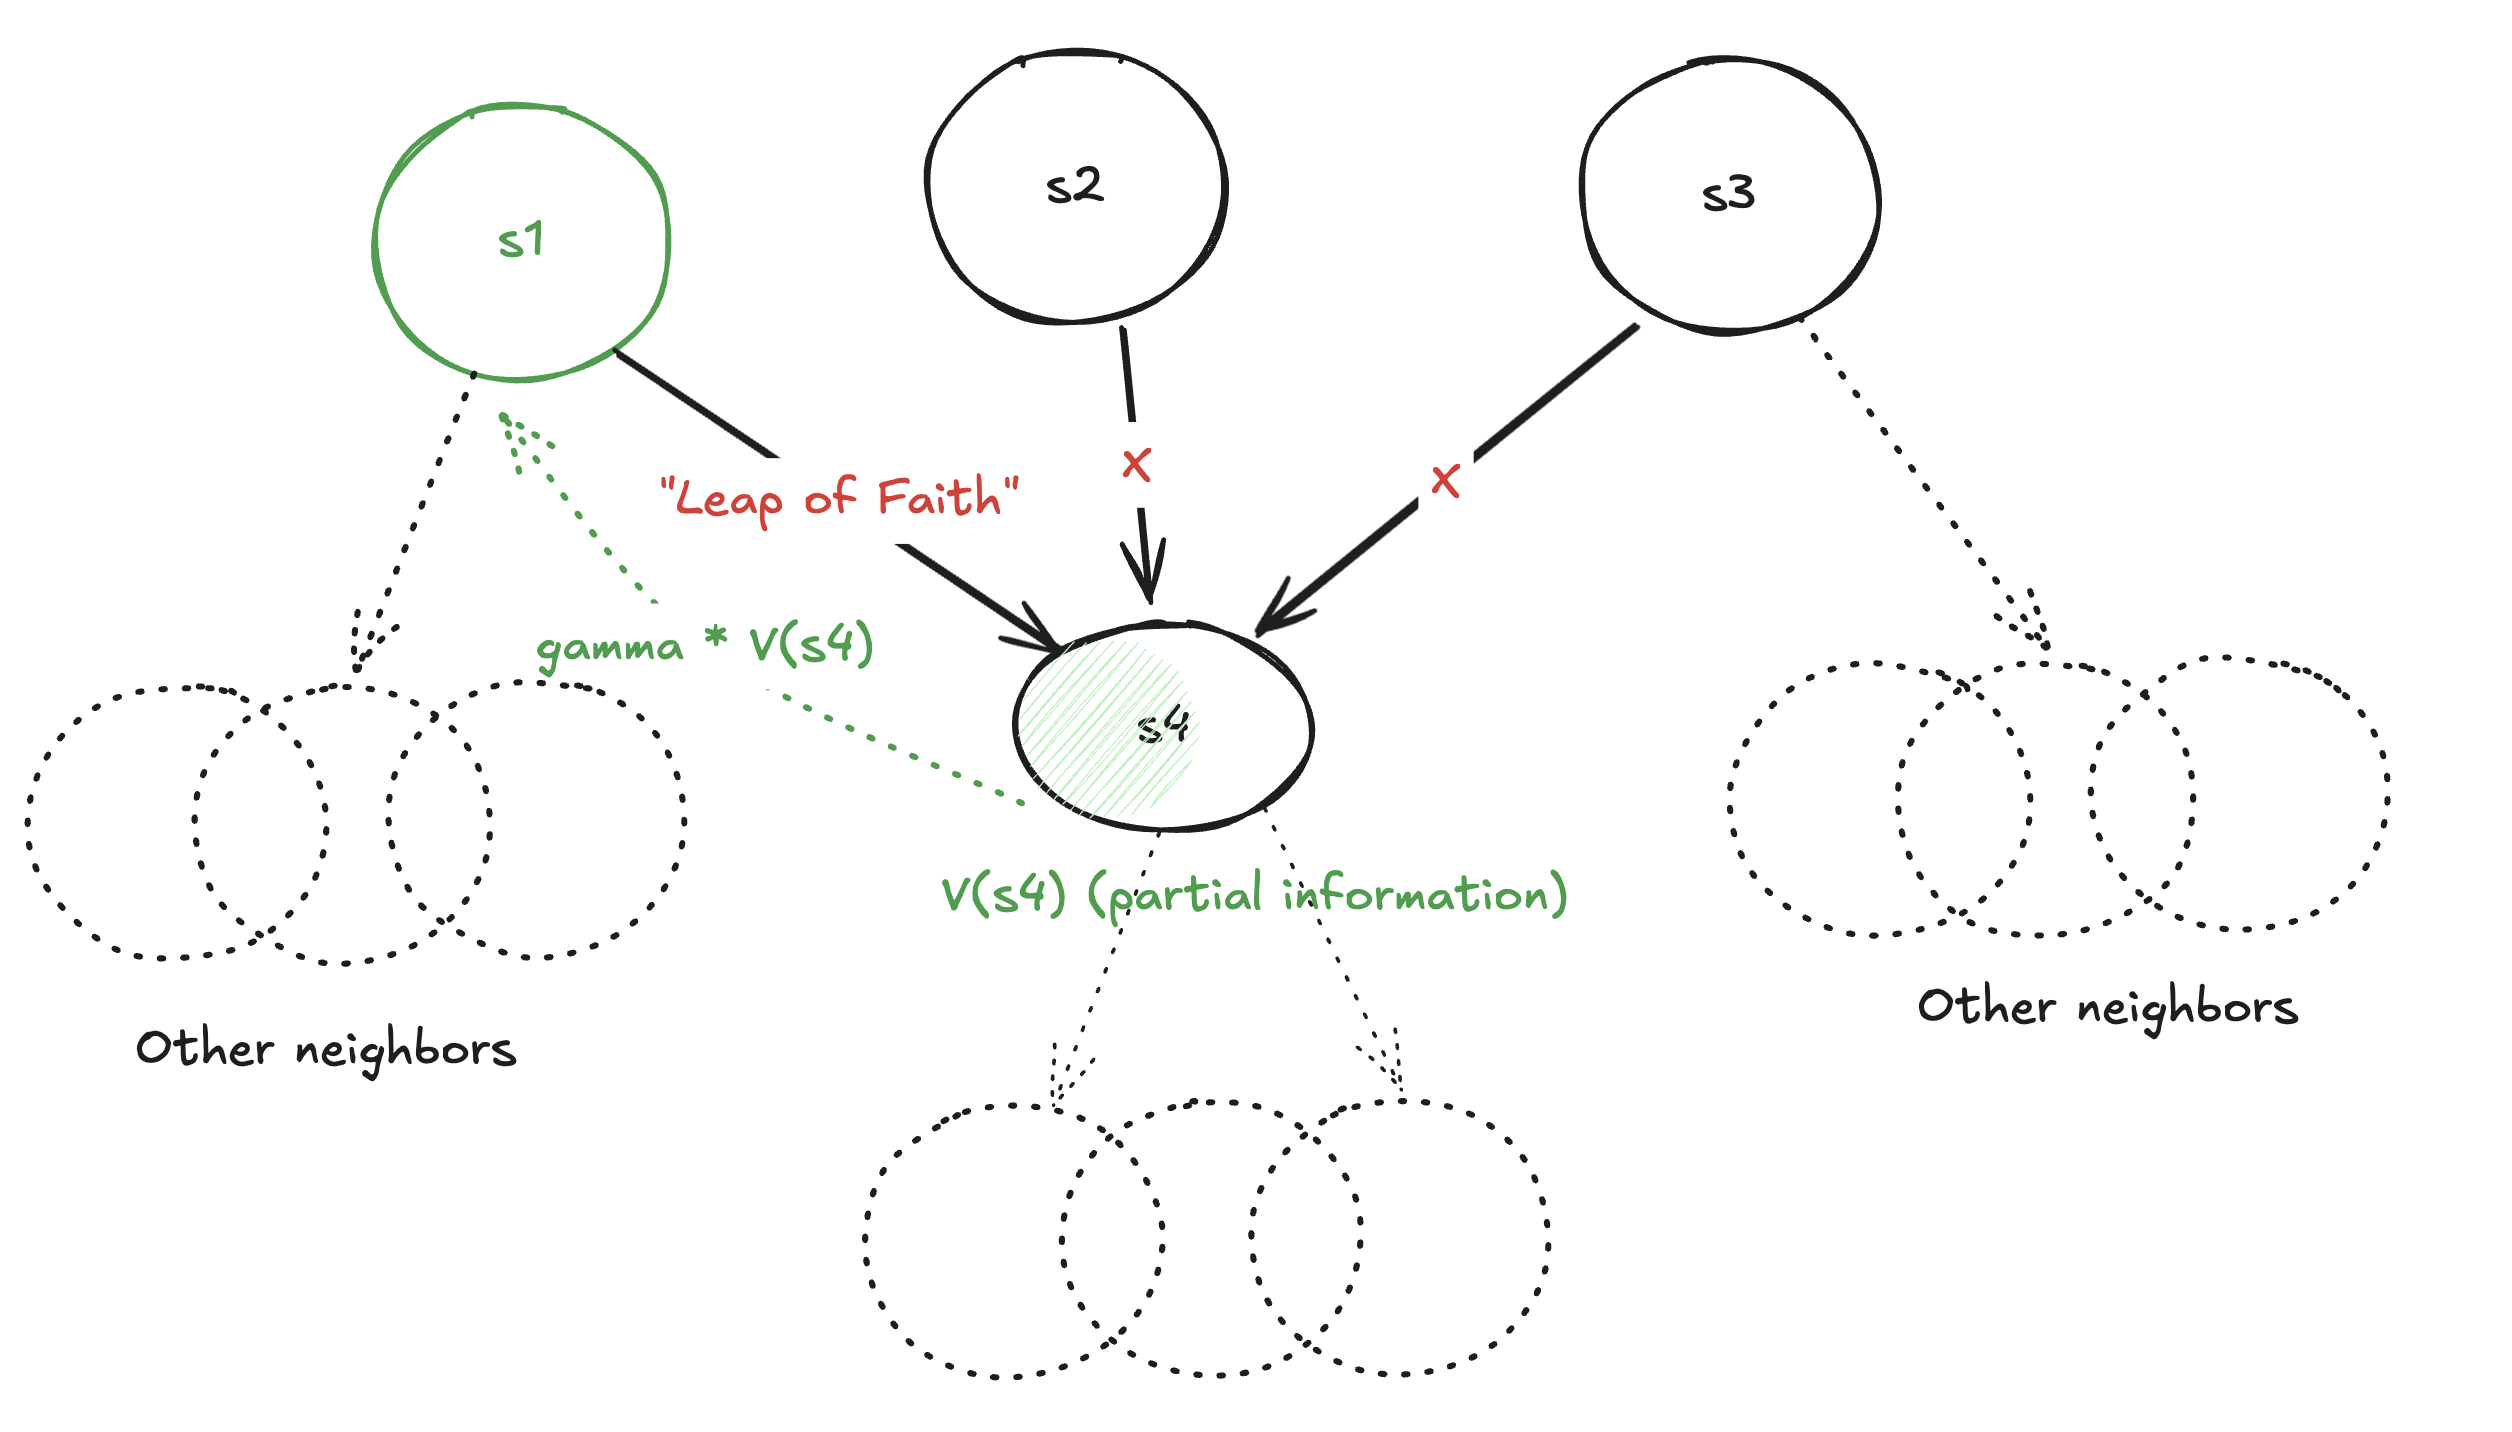 s1
s2
s3
"Leap of Faith"
x
x
gamma * V(s4)
s4
V(s4) (partial information)
Other neighbors
Other neighbors